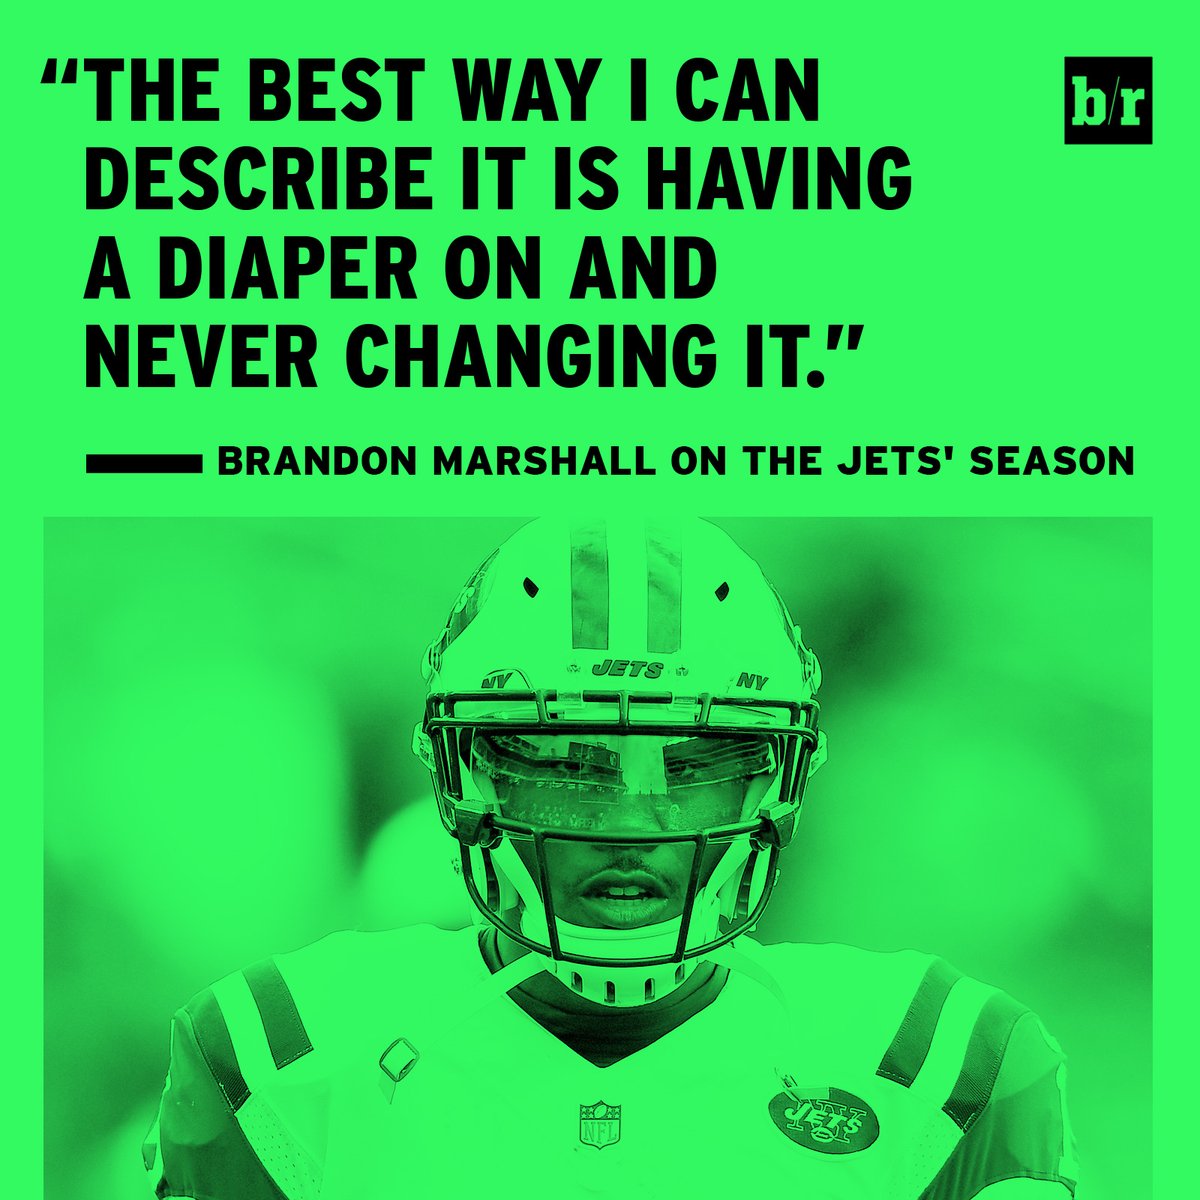 “THE BEST WAY I CAN
DESCRIBE IT IS HAVING
A DIAPER ON AND
NEVER CHANGING IT.”
b/r
BRANDON MARSHALL ON THE JETS' SEASON
JETS
NY
NY
NFL
NY JETS